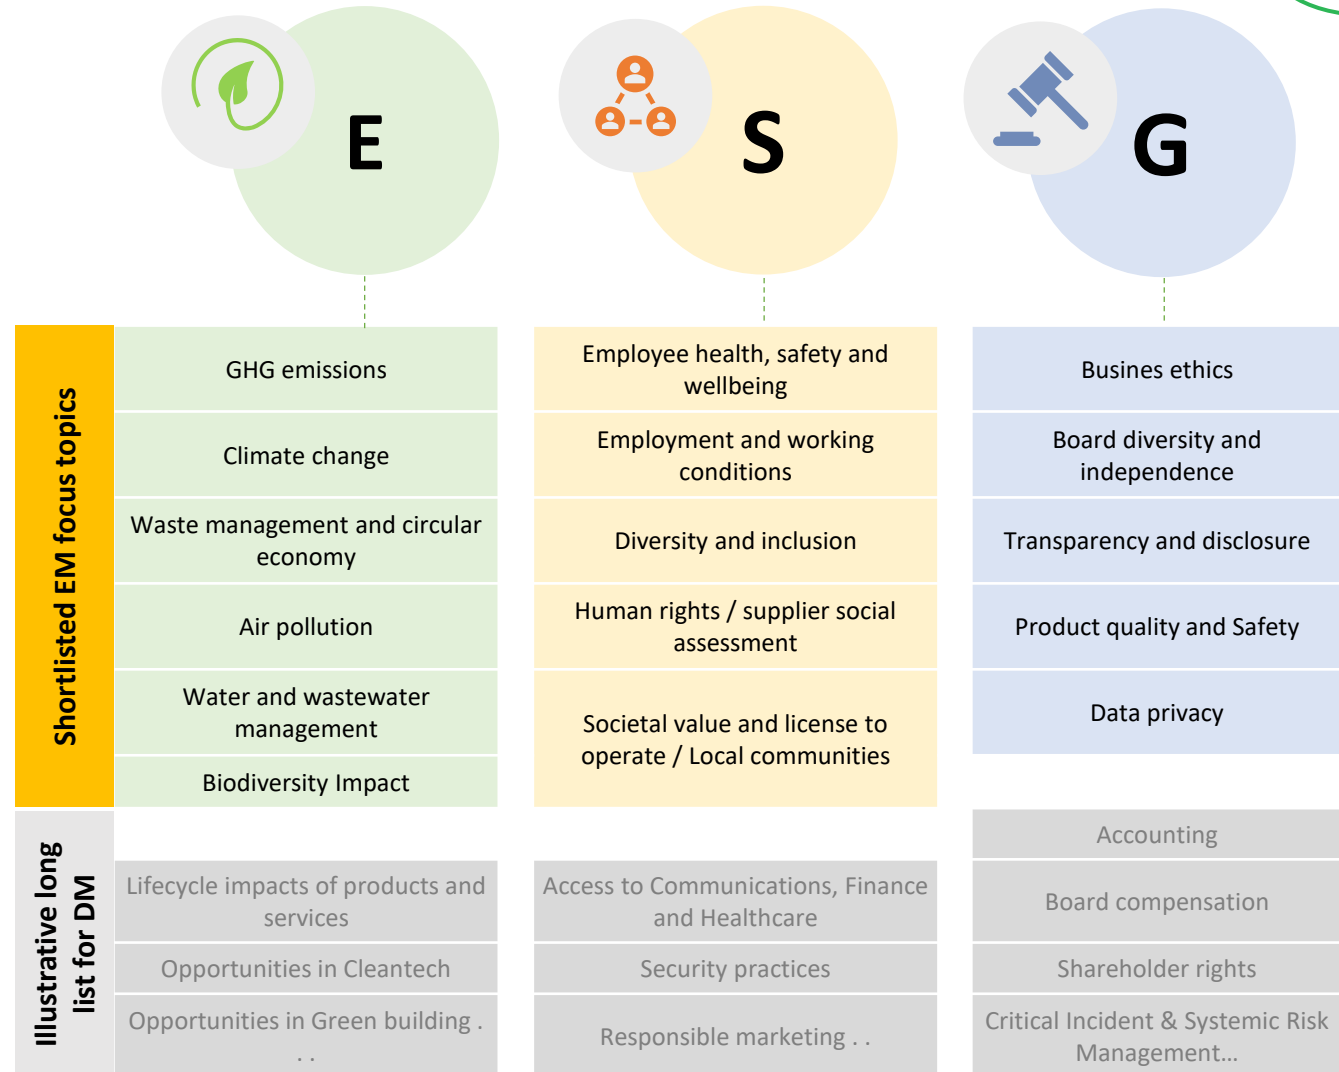 E
S
G
Shortlisted EM focus topics
GHG emissions
Climate change
Waste management and circular
economy
Air pollution
Water and wastewater
management
Biodiversity Impact
Employee health, safety and
wellbeing
Employment and working
conditions
Diversity and inclusion
Human rights / supplier social
assessment
Societal value and license to
operate / Local communities
Busines ethics
Board diversity and
independence
Transparency and disclosure
Product quality and Safety
Data privacy
Illustrative long
list for DM
Lifecycle impacts of products and
services
Opportunities in Cleantech
Opportunities in Green building .
. .
Access to Communications, Finance
and Healthcare
Security practices
Responsible marketing . .
Accounting
Board compensation
Shareholder rights
Critical Incident & Systemic Risk
Management…